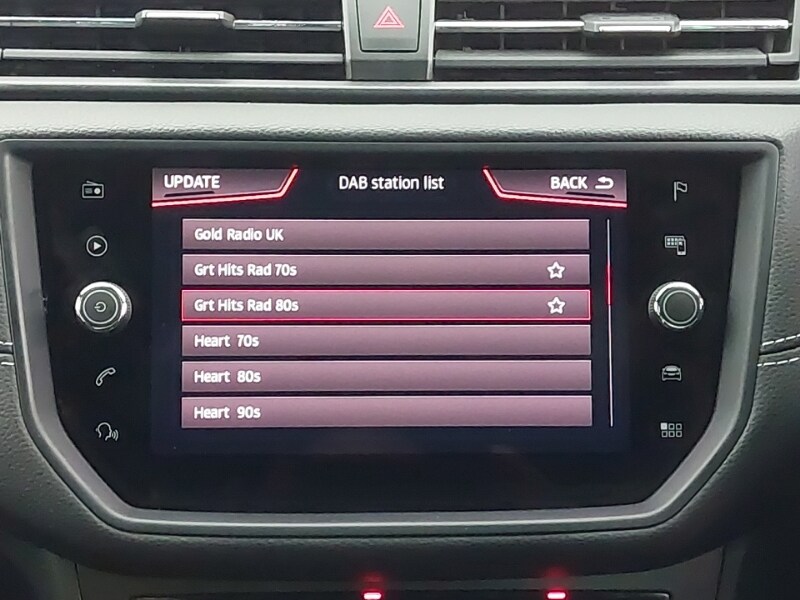 UPDATE DAB station list BACK
Gold Radio UK
Grt Hits Rad 70s
Grt Hits Rad 80s
Heart 70s
Heart 80s
Heart 90s